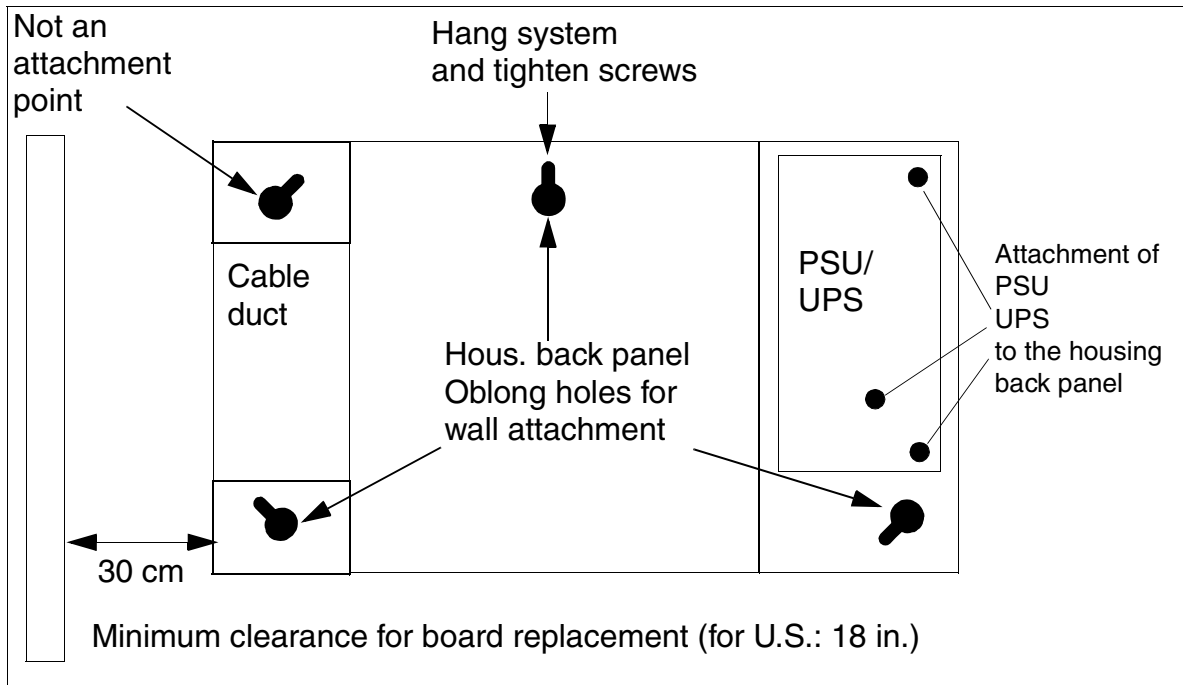 Not an
attachment
point
Hang system
and tighten screws
Cable
duct
PSU/
UPS
Attachment of
PSU
UPS
to the housing
back panel
Hous. back panel
Oblong holes for
wall attachment
30 cm
Minimum clearance for board replacement (for U.S.: 18 in.)